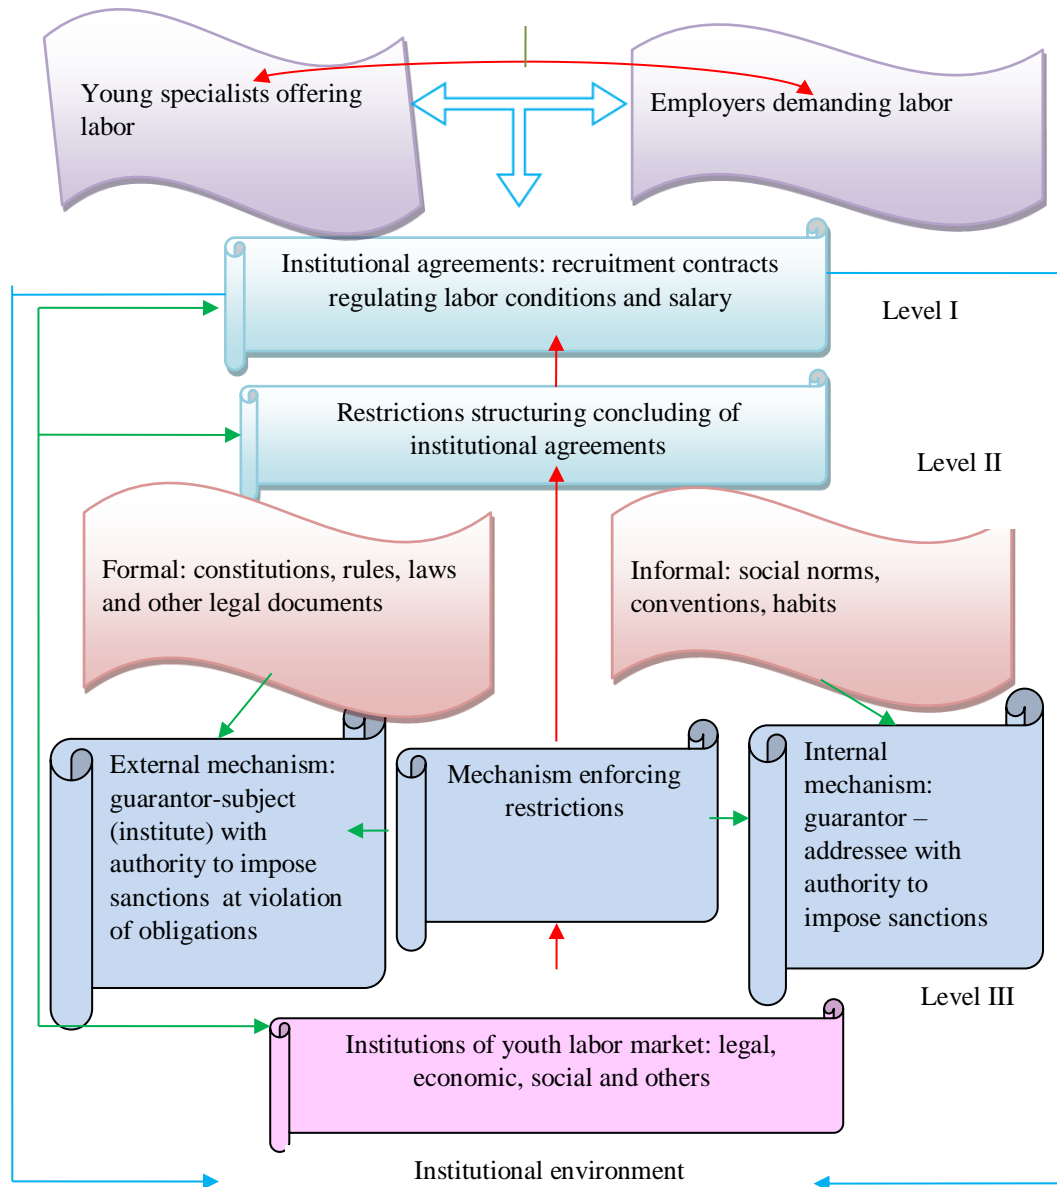 Young specialists offering
labor
Employers demanding labor
Institutional agreements: recruitment contracts
regulating labor conditions and salary
Level I
Restrictions structuring concluding of
institutional agreements
Level II
Formal: constitutions, rules, laws
and other legal documents
Informal: social norms,
conventions, habits
External mechanism:
guarantor-subject
(institute) with
authority to impose
sanctions at violation
of obligations
Mechanism enforcing
restrictions
Internal
mechanism:
guarantor –
addressee with
authority to
impose sanctions
Level III
Institutions of youth labor market: legal,
economic, social and others
Institutional environment